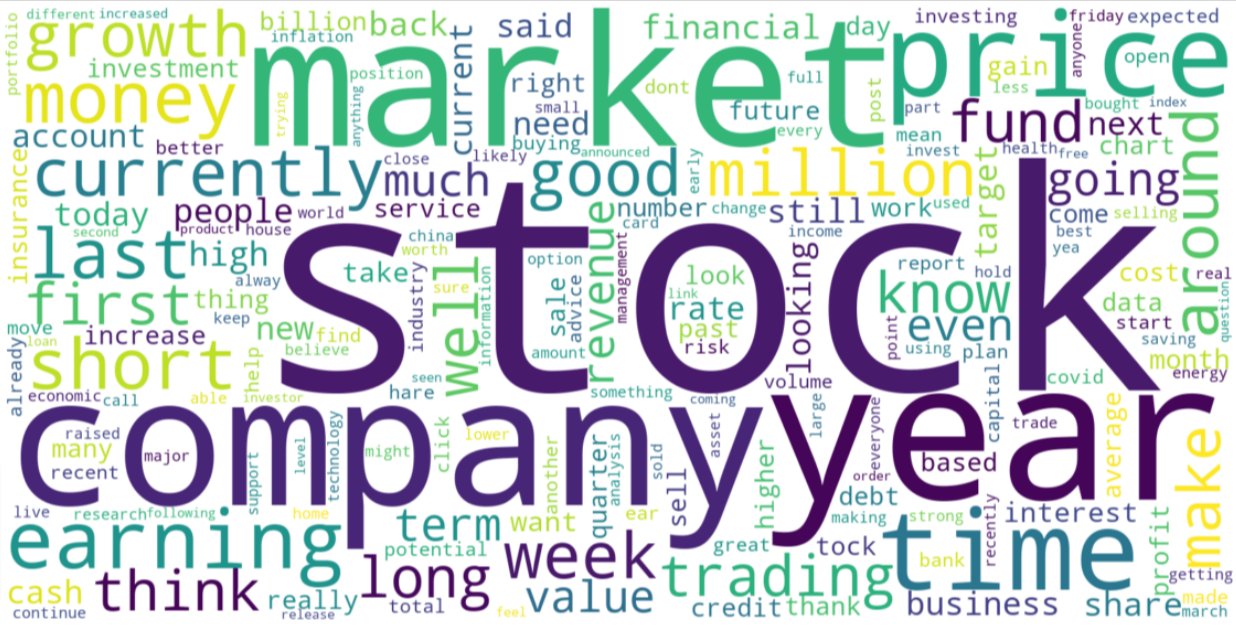 different
increased
portfolio
growth
investment
money
billion
inflation
back
position
trying
anything
current
market
said
right
small
need
buying
announced
financial
day
dont
full
future
every
post
price
investing
friday
expected
anyone
gain
less
open
bought
index
part
fund
next
mean
invest
health
free
chart
account
better
currently
close
likely
much
good
early
million
target
going
around
insurance
today
second
people
world
product
house
service
number
card
change
still
work
used
income
come
selling
best
yea
last
high
alway
stock
china
worth
sure
information
industry
take
option
sale
advice
revenue
management
look
link
rate
past
risk
looking
report
hold
know
even
point
using
plan
cost
real
data
start
saving
question
first
thing
keep
move
loan
increase
new
find
believe
well
amount
something
volume
capital
covid
month
energy
short
help
already
economic
call
able
investor
seen
hare
coming
company
year
large
everyone
trade
average
make
raised
many
recent
major
support
level
technology
might
click
lower
another
quarter
analysis
sold
asset
sell
higher
order
based
debt
making
strong
recently
interest
profit
live
research
following
home
earning
term
want
ear
potential
week
great
tock
time
bank
getting
cash
continue
think
really
release
long
total
feel
value
trading
credit
thank
business
share
made
march